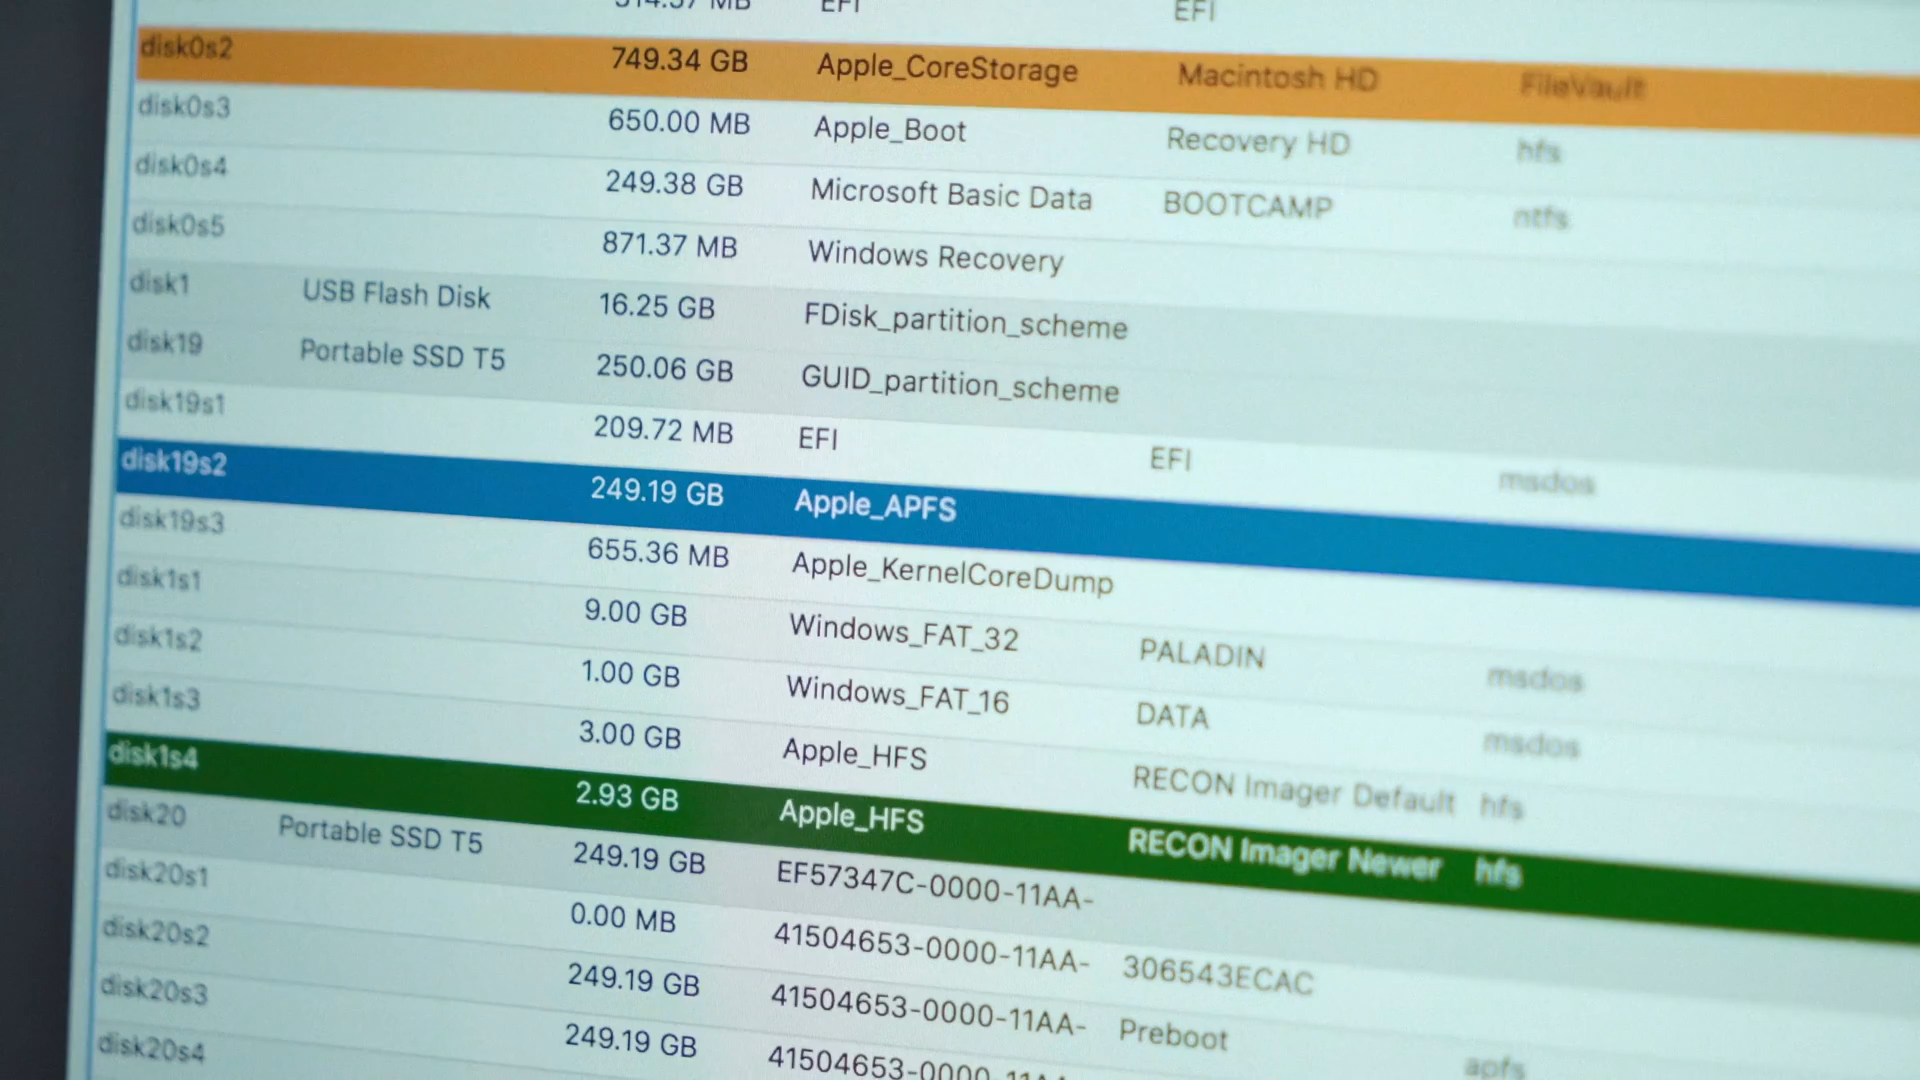 314.57 MB EFI EFI
disk0s2 749.34 GB Apple_CoreStorage Macintosh HD FileVault
disk0s3 650.00 MB Apple_Boot Recovery HD hfs
disk0s4 249.38 GB Microsoft Basic Data BOOTCAMP ntfs
disk0s5 871.37 MB Windows Recovery
disk1 USB Flash Disk 16.25 GB FDisk_partition_scheme
disk19 Portable SSD T5 250.06 GB GUID_partition_scheme
disk19s1 209.72 MB EFI EFI msdos
disk19s2 249.19 GB Apple_APFS
disk19s3 655.36 MB Apple_KernelCoreDump
disk1s1 9.00 GB Windows_FAT_32 PALADIN msdos
disk1s2 1.00 GB Windows_FAT_16 DATA msdos
disk1s3 3.00 GB Apple_HFS RECON Imager Default hfs
disk1s4 2.93 GB Apple_HFS RECON Imager Newer hfs
disk20 Portable SSD T5 249.19 GB EF57347C-0000-11AA-
disk20s1 0.00 MB 41504653-0000-11AA- 306543ECAC
disk20s2 249.19 GB 41504653-0000-11AA- Preboot apfs
disk20s3 249.19 GB 41504653-0000-11AA-
disk20s4